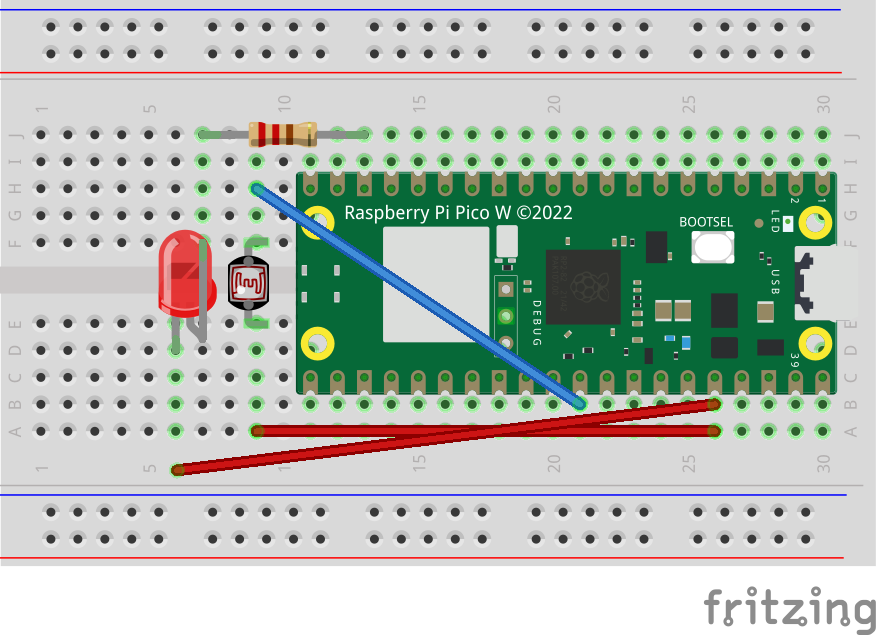 1 5 10 15 20 25 30
J J
I I
H H
G G
F F
2 1
Raspberry Pi Pico W ©2022
BOOTSEL
LED
USB
DEBUG
39
E E
D D
C C
B B
A A
1 5 10 15 20 25 30
fritzing